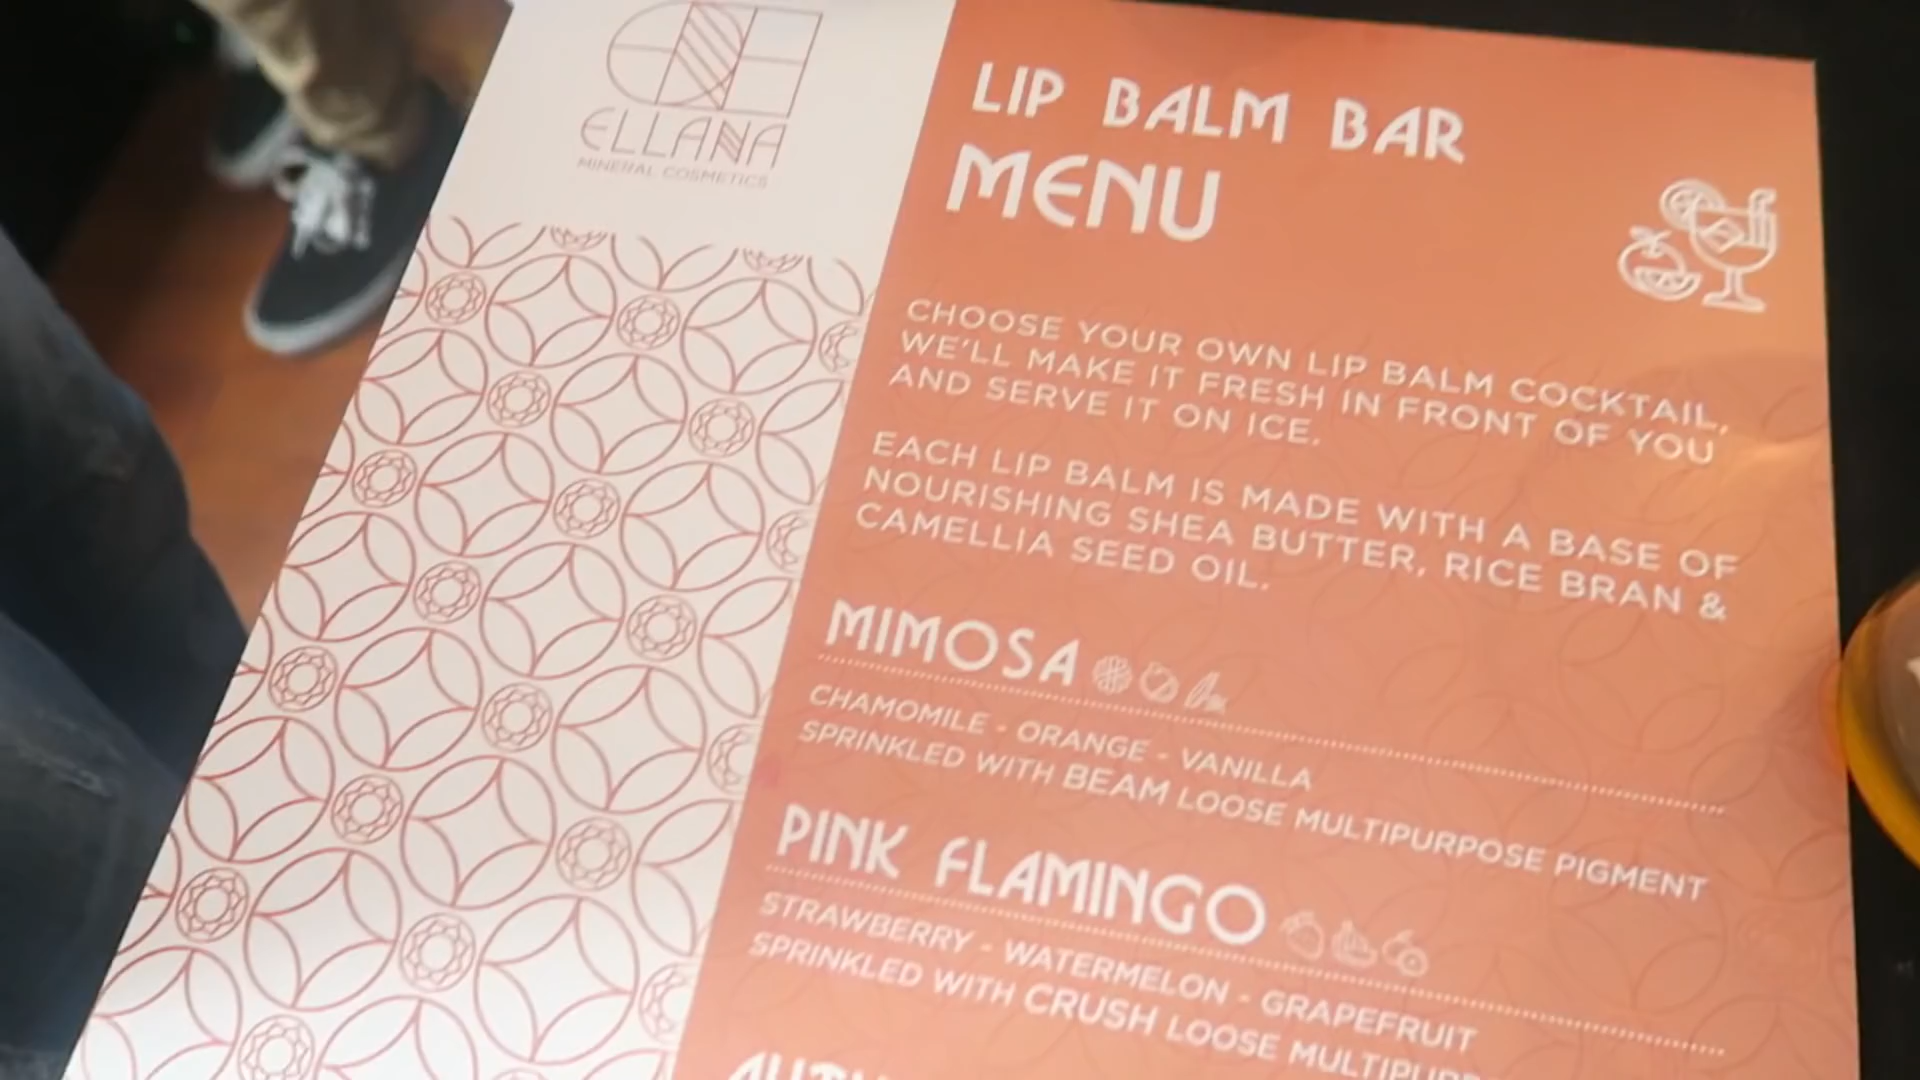 ELLANA
MINERAL COSMETICS
LIP BALM BAR
MENU
CHOOSE YOUR OWN LIP BALM COCKTAIL,
WE'LL MAKE IT FRESH IN FRONT OF YOU
AND SERVE IT ON ICE.
EACH LIP BALM IS MADE WITH A BASE OF
NOURISHING SHEA BUTTER, RICE BRAN &
CAMELLIA SEED OIL.
MIMOSA
CHAMOMILE - ORANGE - VANILLA
SPRINKLED WITH BEAM LOOSE MULTIPURPOSE PIGMENT
PINK FLAMINGO
STRAWBERRY - WATERMELON - GRAPEFRUIT
SPRINKLED WITH CRUSH LOOSE